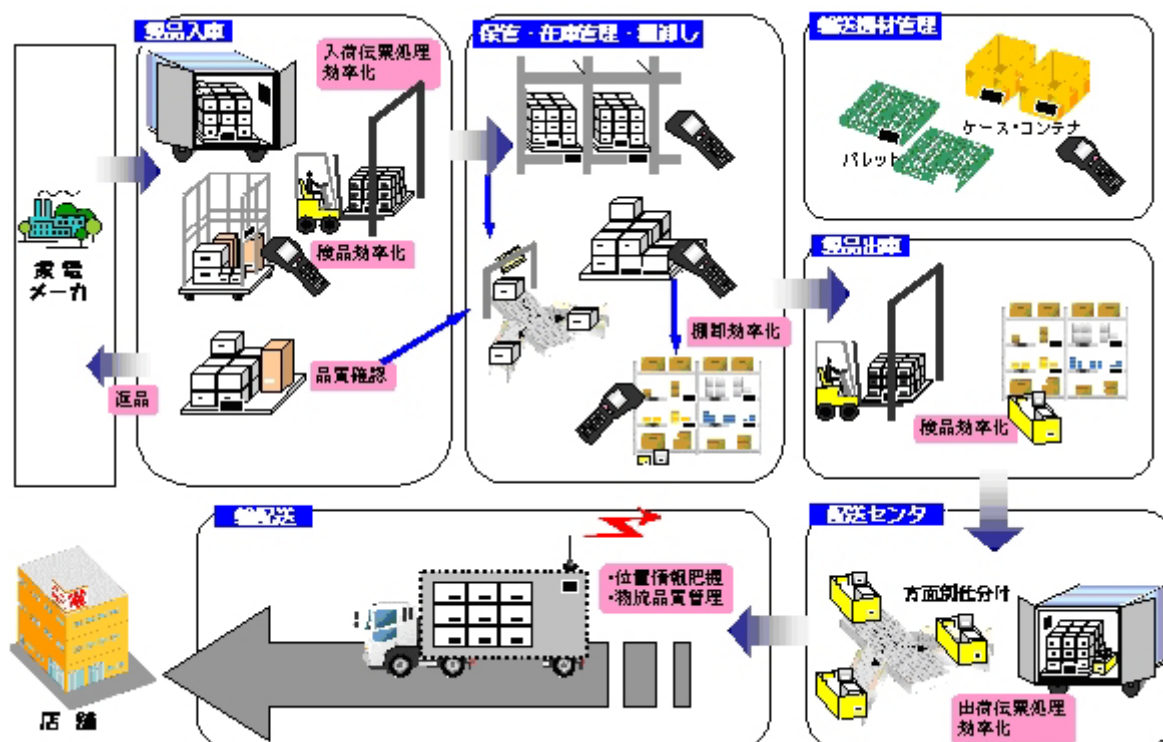 製品入庫
入荷伝票処理
効率化
検品効率化
品質確認
家電
メーカ
返品
保管・在庫管理・棚卸し
棚卸効率化
輸送機材管理
ケース・コンテナ
パレット
製品出庫
検品効率化
配送センタ
方面別仕分け
出荷伝票処理
効率化
輸配送
・位置情報把握
・物流品質管理
店舗